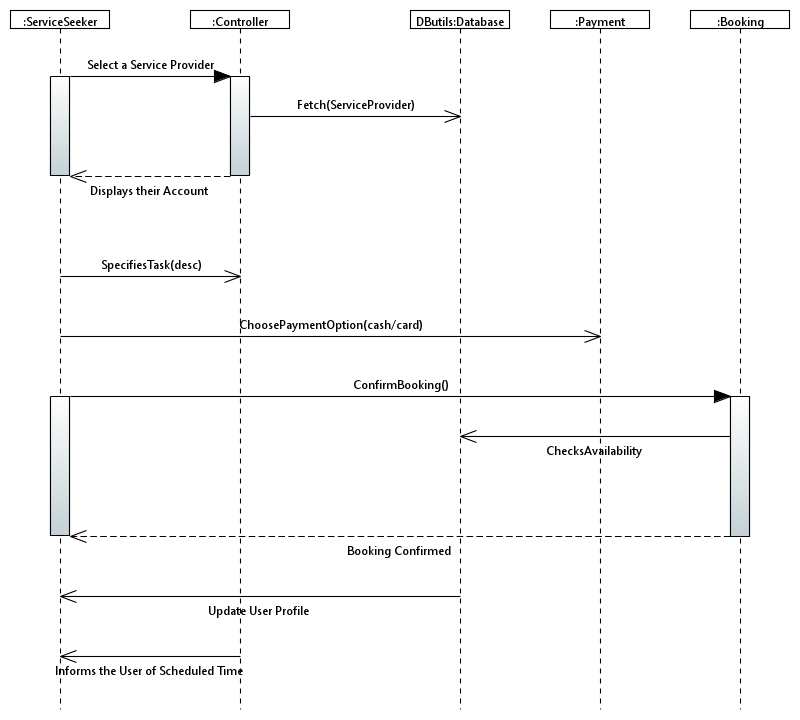 :ServiceSeeker
:Controller
DButils:Database
:Payment
:Booking
Select a Service Provider
Fetch(ServiceProvider)
Displays their Account
SpecifiesTask(desc)
ChoosePaymentOption(cash/card)
ConfirmBooking()
ChecksAvailability
Booking Confirmed
Update User Profile
Informs the User of Scheduled Time